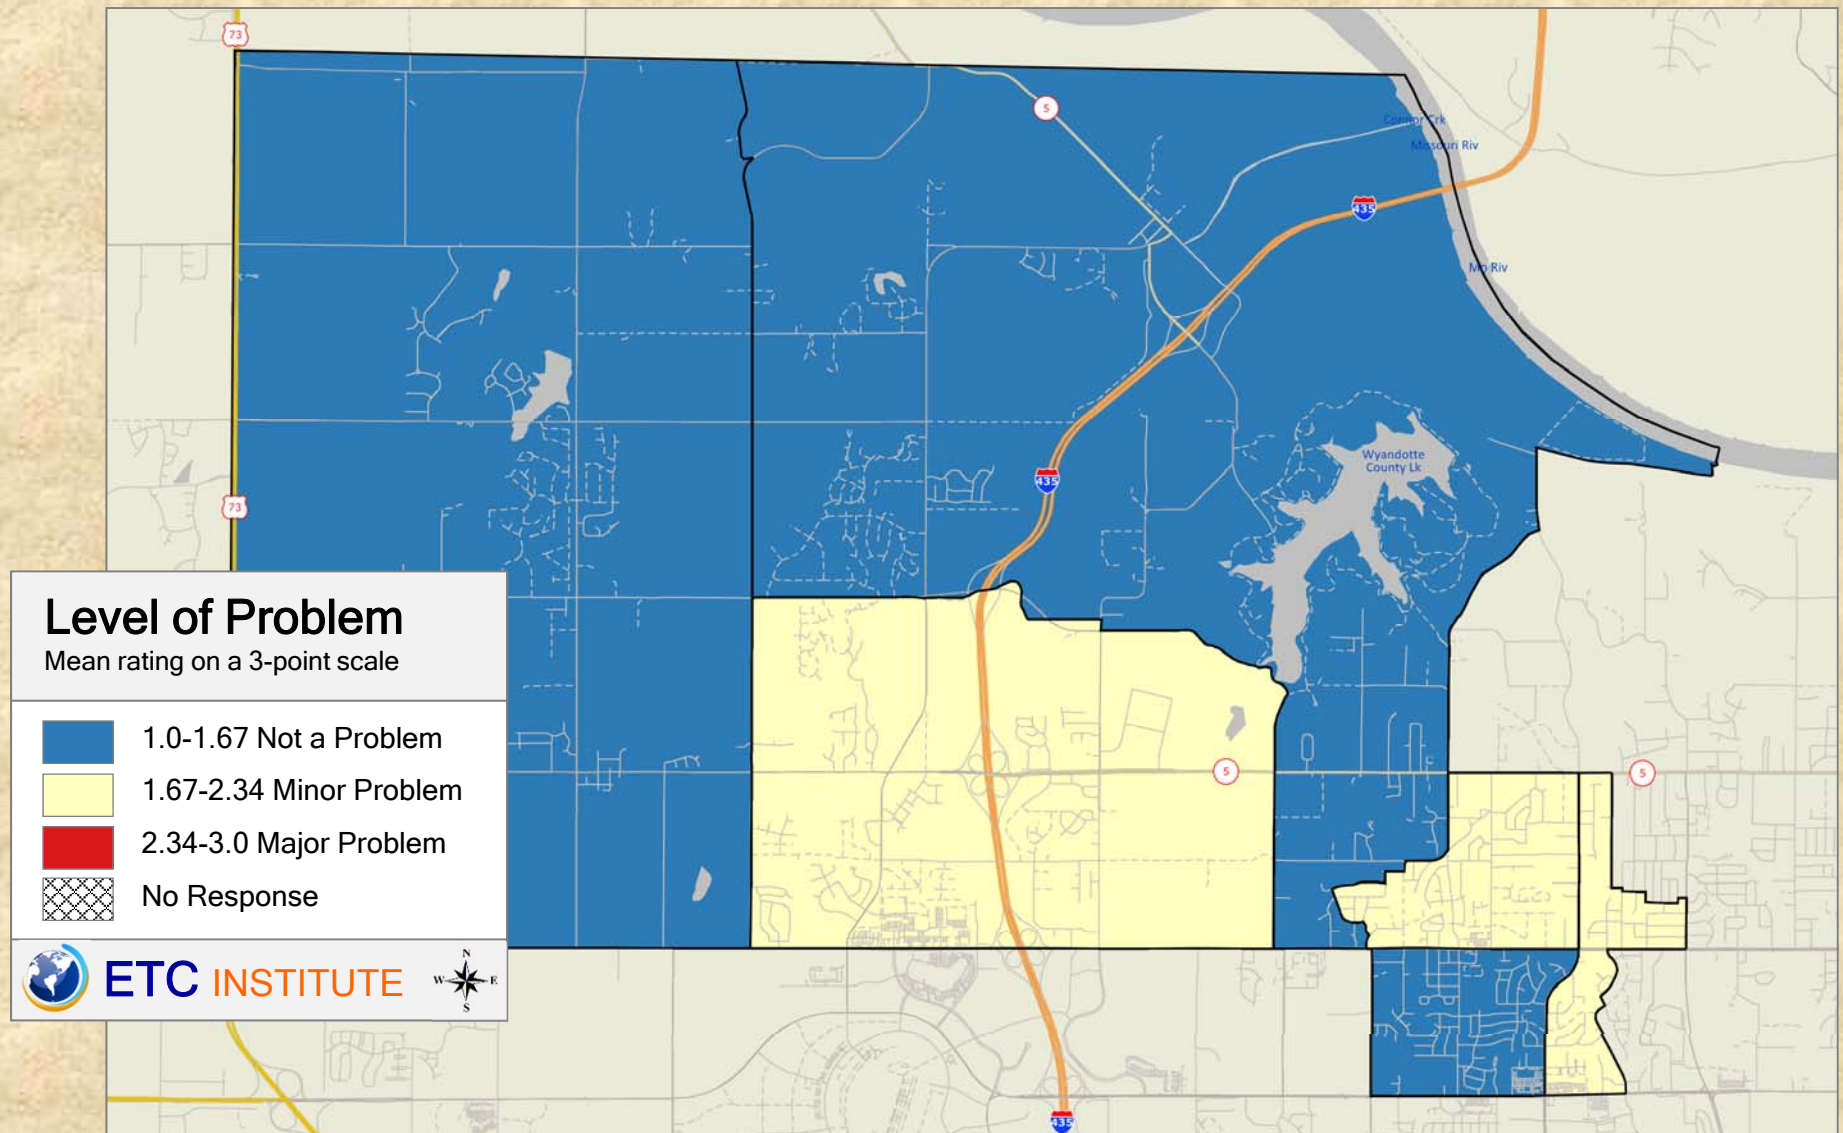 73
5
Connor Crk
Missouri Riv
435
Mo Riv
Wyandotte
County Lk
435
73
Level of Problem
Mean rating on a 3-point scale
1.0-1.67 Not a Problem
1.67-2.34 Minor Problem
2.34-3.0 Major Problem
No Response
5
5
ETC INSTITUTE
N
W E
S
435